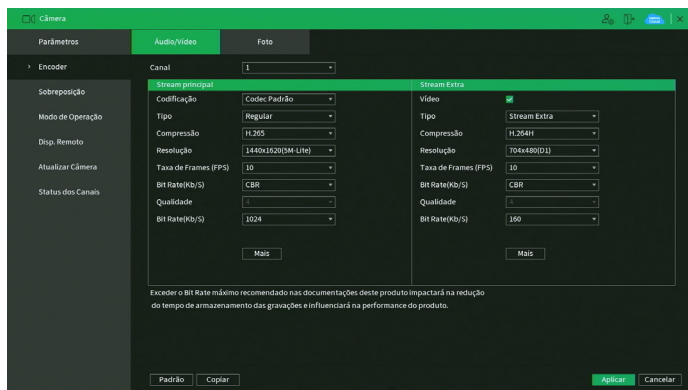 Câmera
Parâmetros
Encoder
Sobreposição
Modo de Operação
Disp. Remoto
Atualizar Câmera
Status dos Canais
Áudio/Vídeo Foto
Canal 1
Stream principal
Codificação Codec Padrão
Tipo Regular
Compressão H.265
Resolução 1440x1620(5M-Lite)
Taxa de Frames (FPS) 10
Bit Rate(Kb/S) CBR
Qualidade 4
Bit Rate(Kb/S) 1024
Mais
Stream Extra
Vídeo
Tipo Stream Extra
Compressão H.264H
Resolução 704x480(D1)
Taxa de Frames (FPS) 10
Bit Rate(Kb/S) CBR
Qualidade 4
Bit Rate(Kb/S) 160
Mais
Exceder o Bit Rate máximo recomendado nas documentações deste produto impactará na redução
do tempo de armazenamento das gravações e influenciará na performance do produto.
Padrão Copiar Aplicar Cancelar